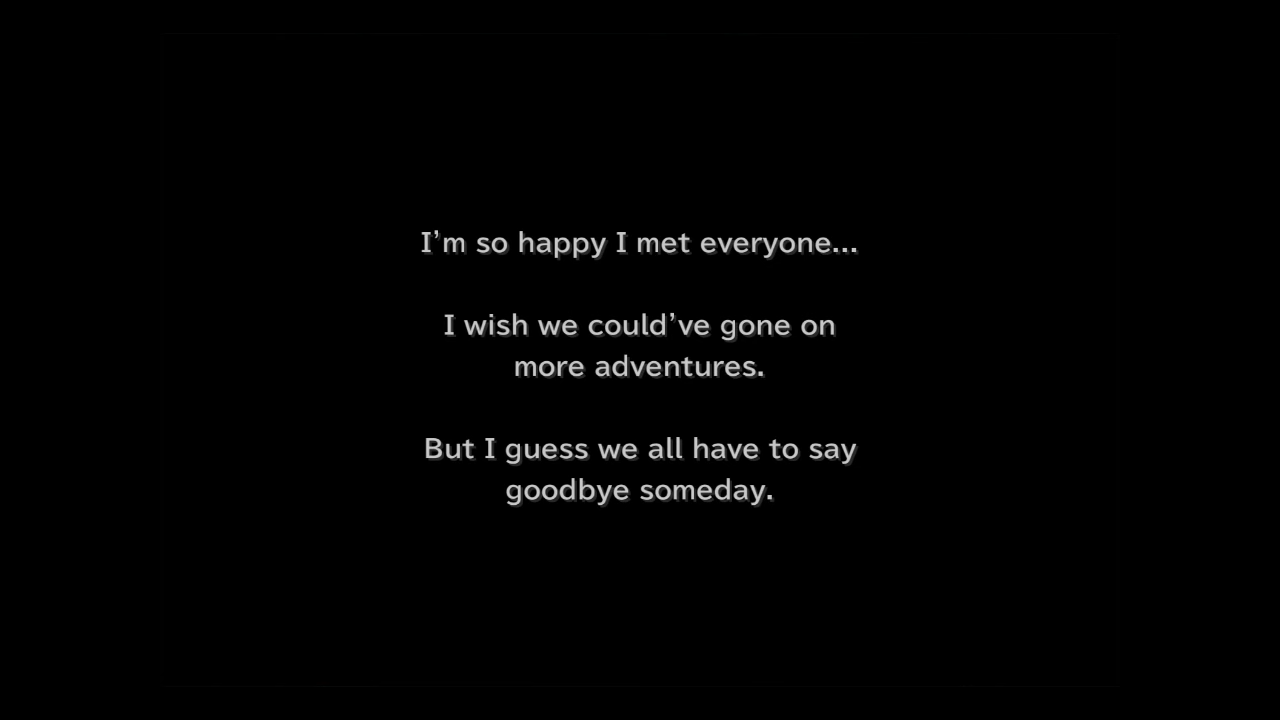 I'm so happy I met everyone...
I wish we could've gone on
more adventures.
But I guess we all have to say
goodbye someday.